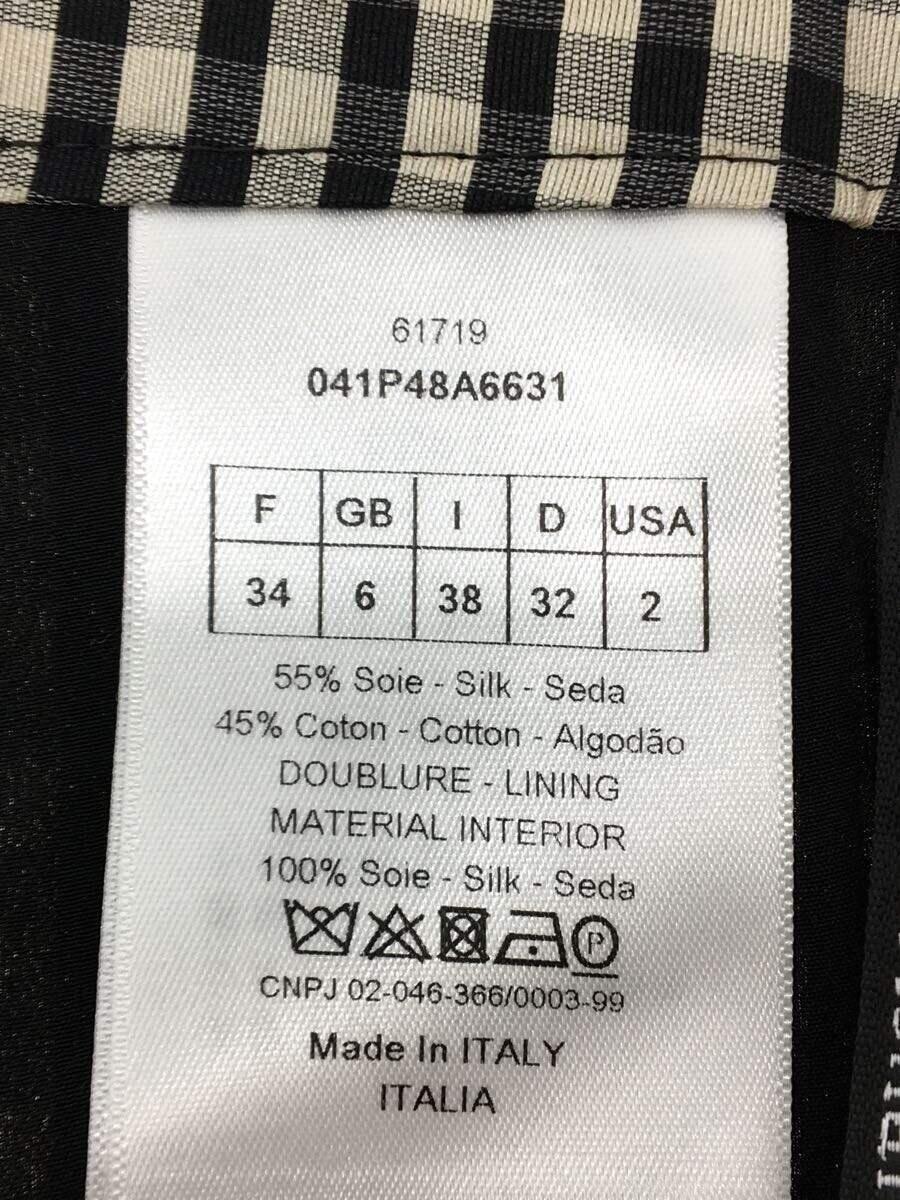 61719
041P48A6631
F GB I D USA
34 6 38 32 2
55% Soie - Silk - Seda
45% Coton - Cotton - Algodão
DOUBLURE - LINING
MATERIAL INTERIOR
100% Soie - Silk - Seda
P
CNPJ 02-046-366/0003-99
Made In ITALY
ITALIA